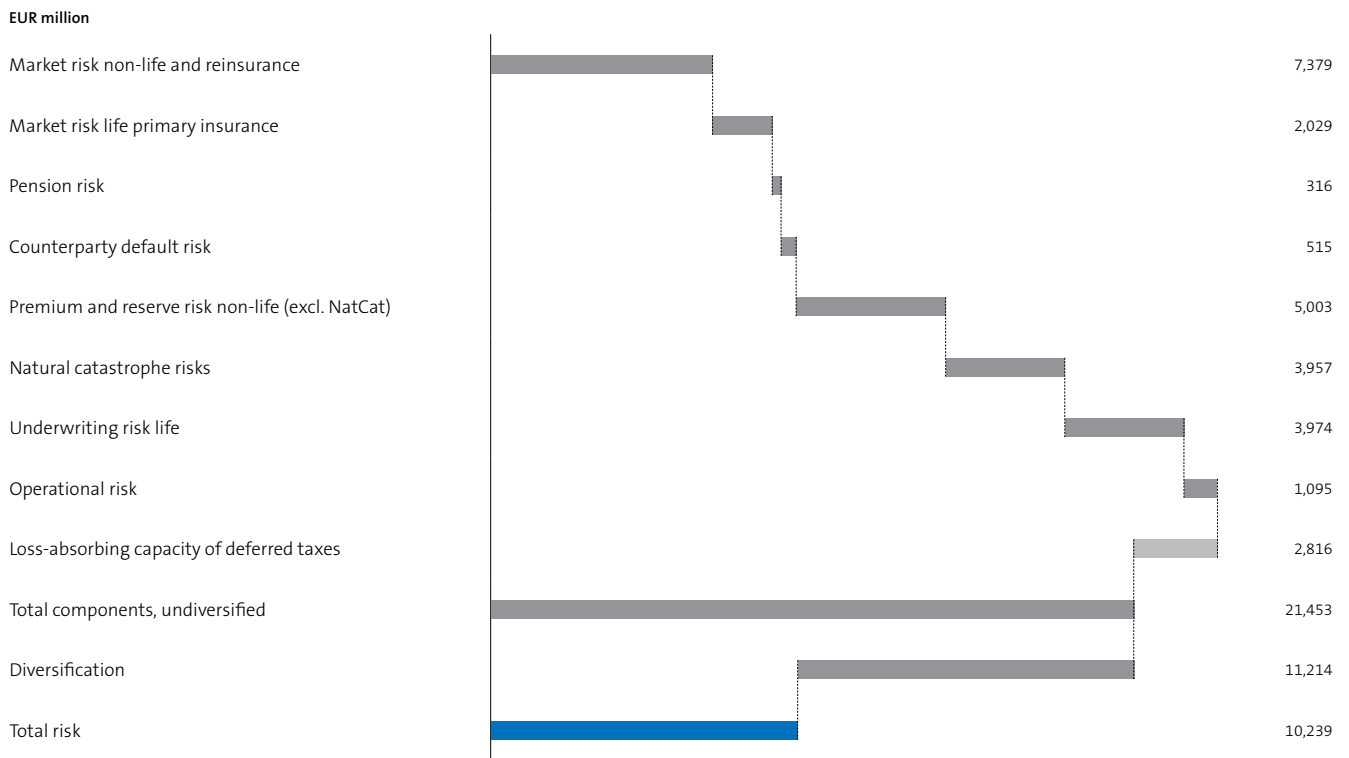 EUR million
Market risk non-life and reinsurance 7,379
Market risk life primary insurance 2,029
Pension risk 316
Counterparty default risk 515
Premium and reserve risk non-life (excl. NatCat) 5,003
Natural catastrophe risks 3,957
Underwriting risk life 3,974
Operational risk 1,095
Loss-absorbing capacity of deferred taxes 2,816
Total components, undiversified 21,453
Diversification 11,214
Total risk 10,239